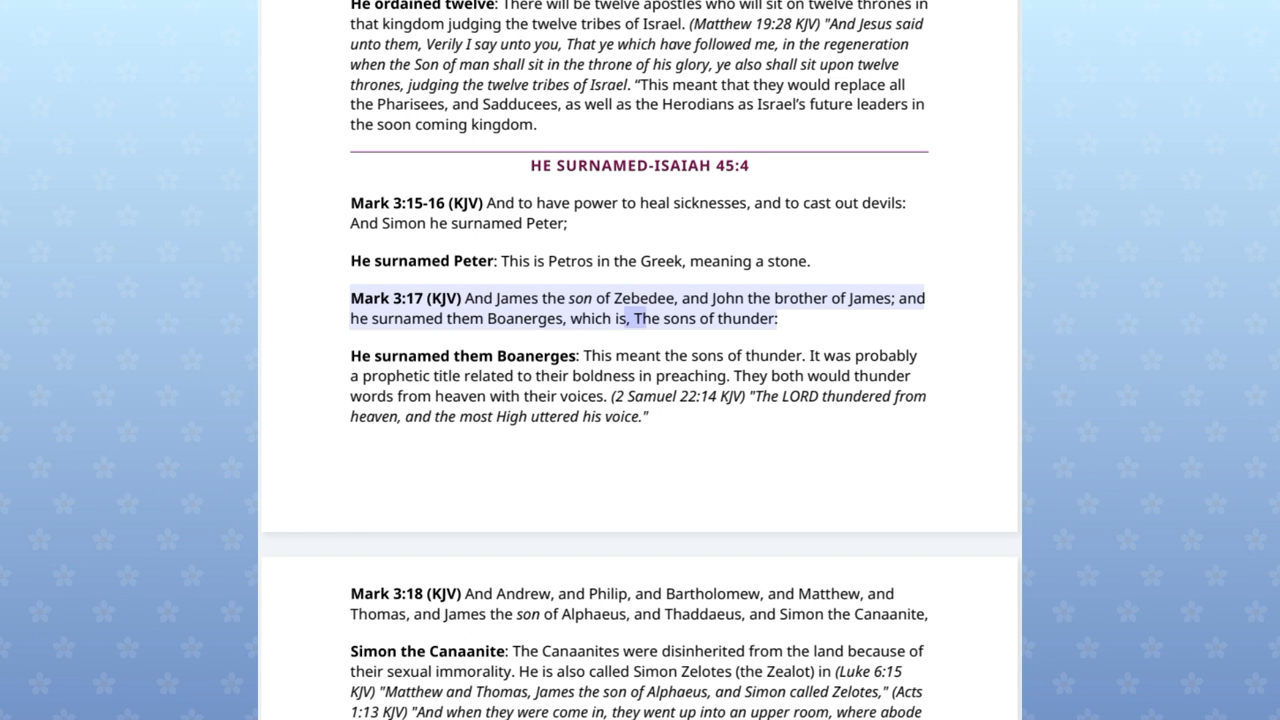 He ordained twelve: There will be twelve apostles who will sit on twelve thrones in
that kingdom judging the twelve tribes of Israel. (Matthew 19:28 KJV) "And Jesus said
unto them, Verily I say unto you, That ye which have followed me, in the regeneration
when the Son of man shall sit in the throne of his glory, ye also shall sit upon twelve
thrones, judging the twelve tribes of Israel. “This meant that they would replace all
the Pharisees, and Sadducees, as well as the Herodians as Israel’s future leaders in
the soon coming kingdom.
HE SURNAMED-ISAIAH 45:4
Mark 3:15-16 (KJV) And to have power to heal sicknesses, and to cast out devils:
And Simon he surnamed Peter;
He surnamed Peter: This is Petros in the Greek, meaning a stone.
Mark 3:17 (KJV) And James the son of Zebedee, and John the brother of James; and
he surnamed them Boanerges, which is, The sons of thunder:
He surnamed them Boanerges: This meant the sons of thunder. It was probably
a prophetic title related to their boldness in preaching. They both would thunder
words from heaven with their voices. (2 Samuel 22:14 KJV) "The LORD thundered from
heaven, and the most High uttered his voice."
Mark 3:18 (KJV) And Andrew, and Philip, and Bartholomew, and Matthew, and
Thomas, and James the son of Alphaeus, and Thaddaeus, and Simon the Canaanite,
Simon the Canaanite: The Canaanites were disinherited from the land because of
their sexual immorality. He is also called Simon Zelotes (the Zealot) in (Luke 6:15
KJV) "Matthew and Thomas, James the son of Alphaeus, and Simon called Zelotes," (Acts
1:13 KJV) "And when they were come in, they went up into an upper room, where abode